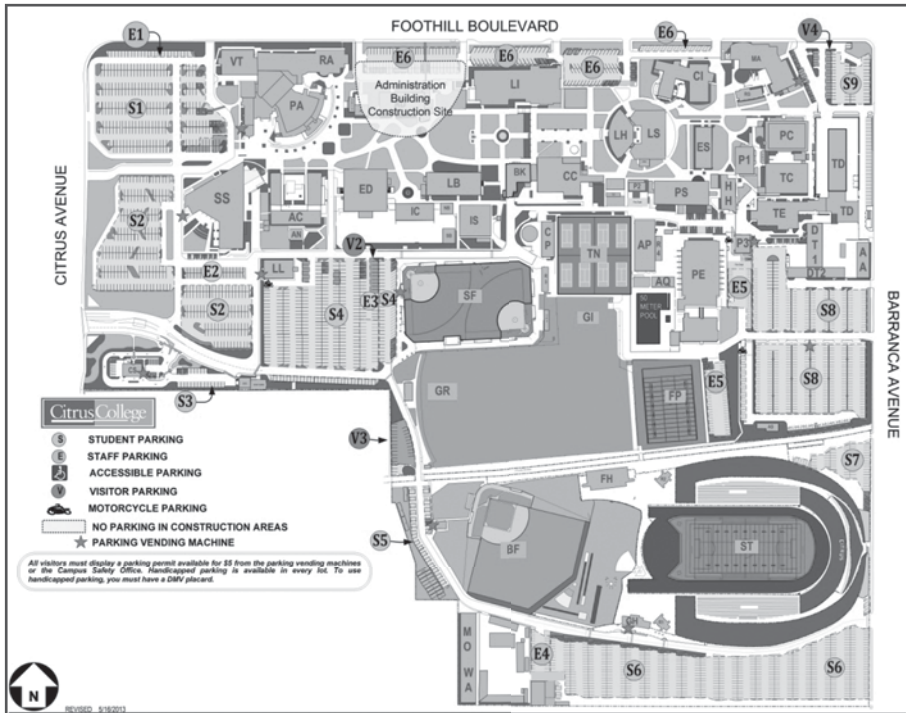 FOOTHILL BOULEVARD
E1
E6
E6
E6
E6
V4
VT
RA
PA
Administration
Building
Construction Site
LI
CI
MA
S9
S1
LH
LS
ES
PC
P1
TC
TD
CITRUS AVENUE
SS
ED
LB
BK
CC
P2
PS
H
H
TE
TD
S2
AC
AN
IC
IS
V2
E2
LL
CP
TN
AP
PE
P3
DT1
DT2
AA
AQ
50
METER
POOL
E5
S2
S4
E3
S4
SF
GI
S8
BARRANCA AVENUE
CS
S3
GR
FP
E5
S8
CitrusCollege
S STUDENT PARKING
E STAFF PARKING
ACCESSIBLE PARKING
V VISITOR PARKING
MOTORCYCLE PARKING
NO PARKING IN CONSTRUCTION AREAS
PARKING VENDING MACHINE
All visitors must display a parking permit available for $5 from the parking vending machines
or the Campus Safety Office. Handicapped parking is available in every lot. To use
handicapped parking, you must have a DMV placard.
V3
S7
FH
S5
BF
ST
MO WA
E4
S6
S6
N
REVISED 5/16/2013